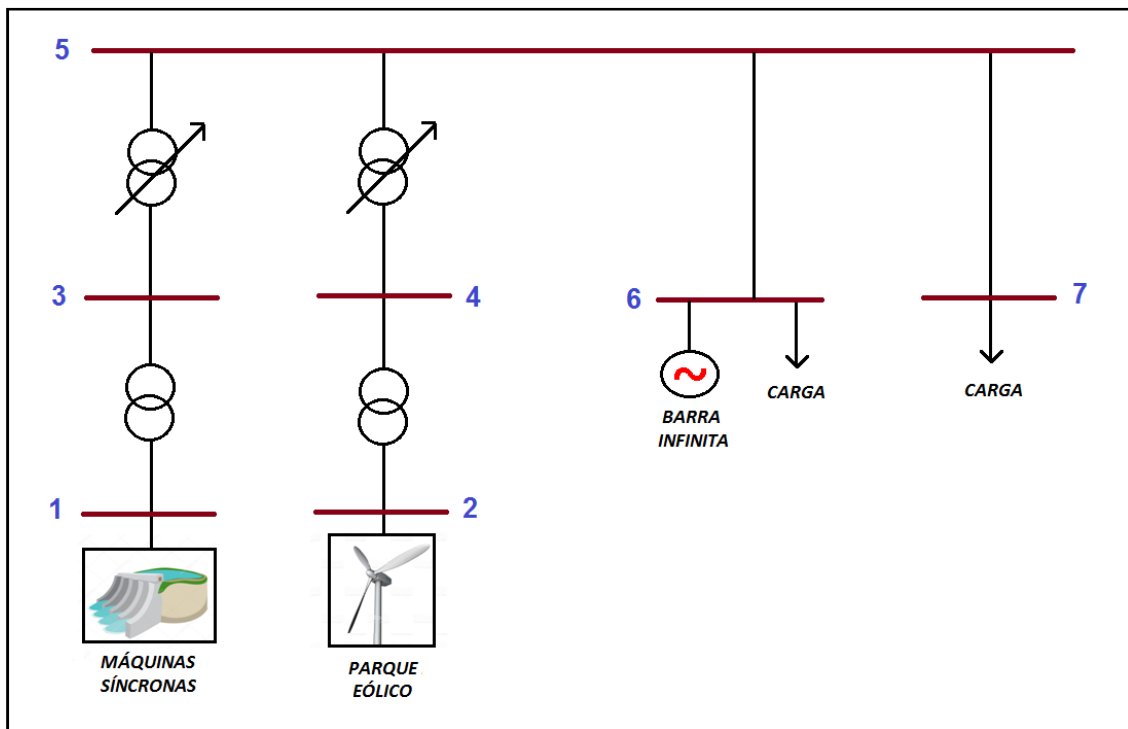 5
3
4
6
7
BARRA
INFINITA
CARGA
CARGA
1
2
MÁQUINAS
SÍNCRONAS
PARQUE
EÓLICO